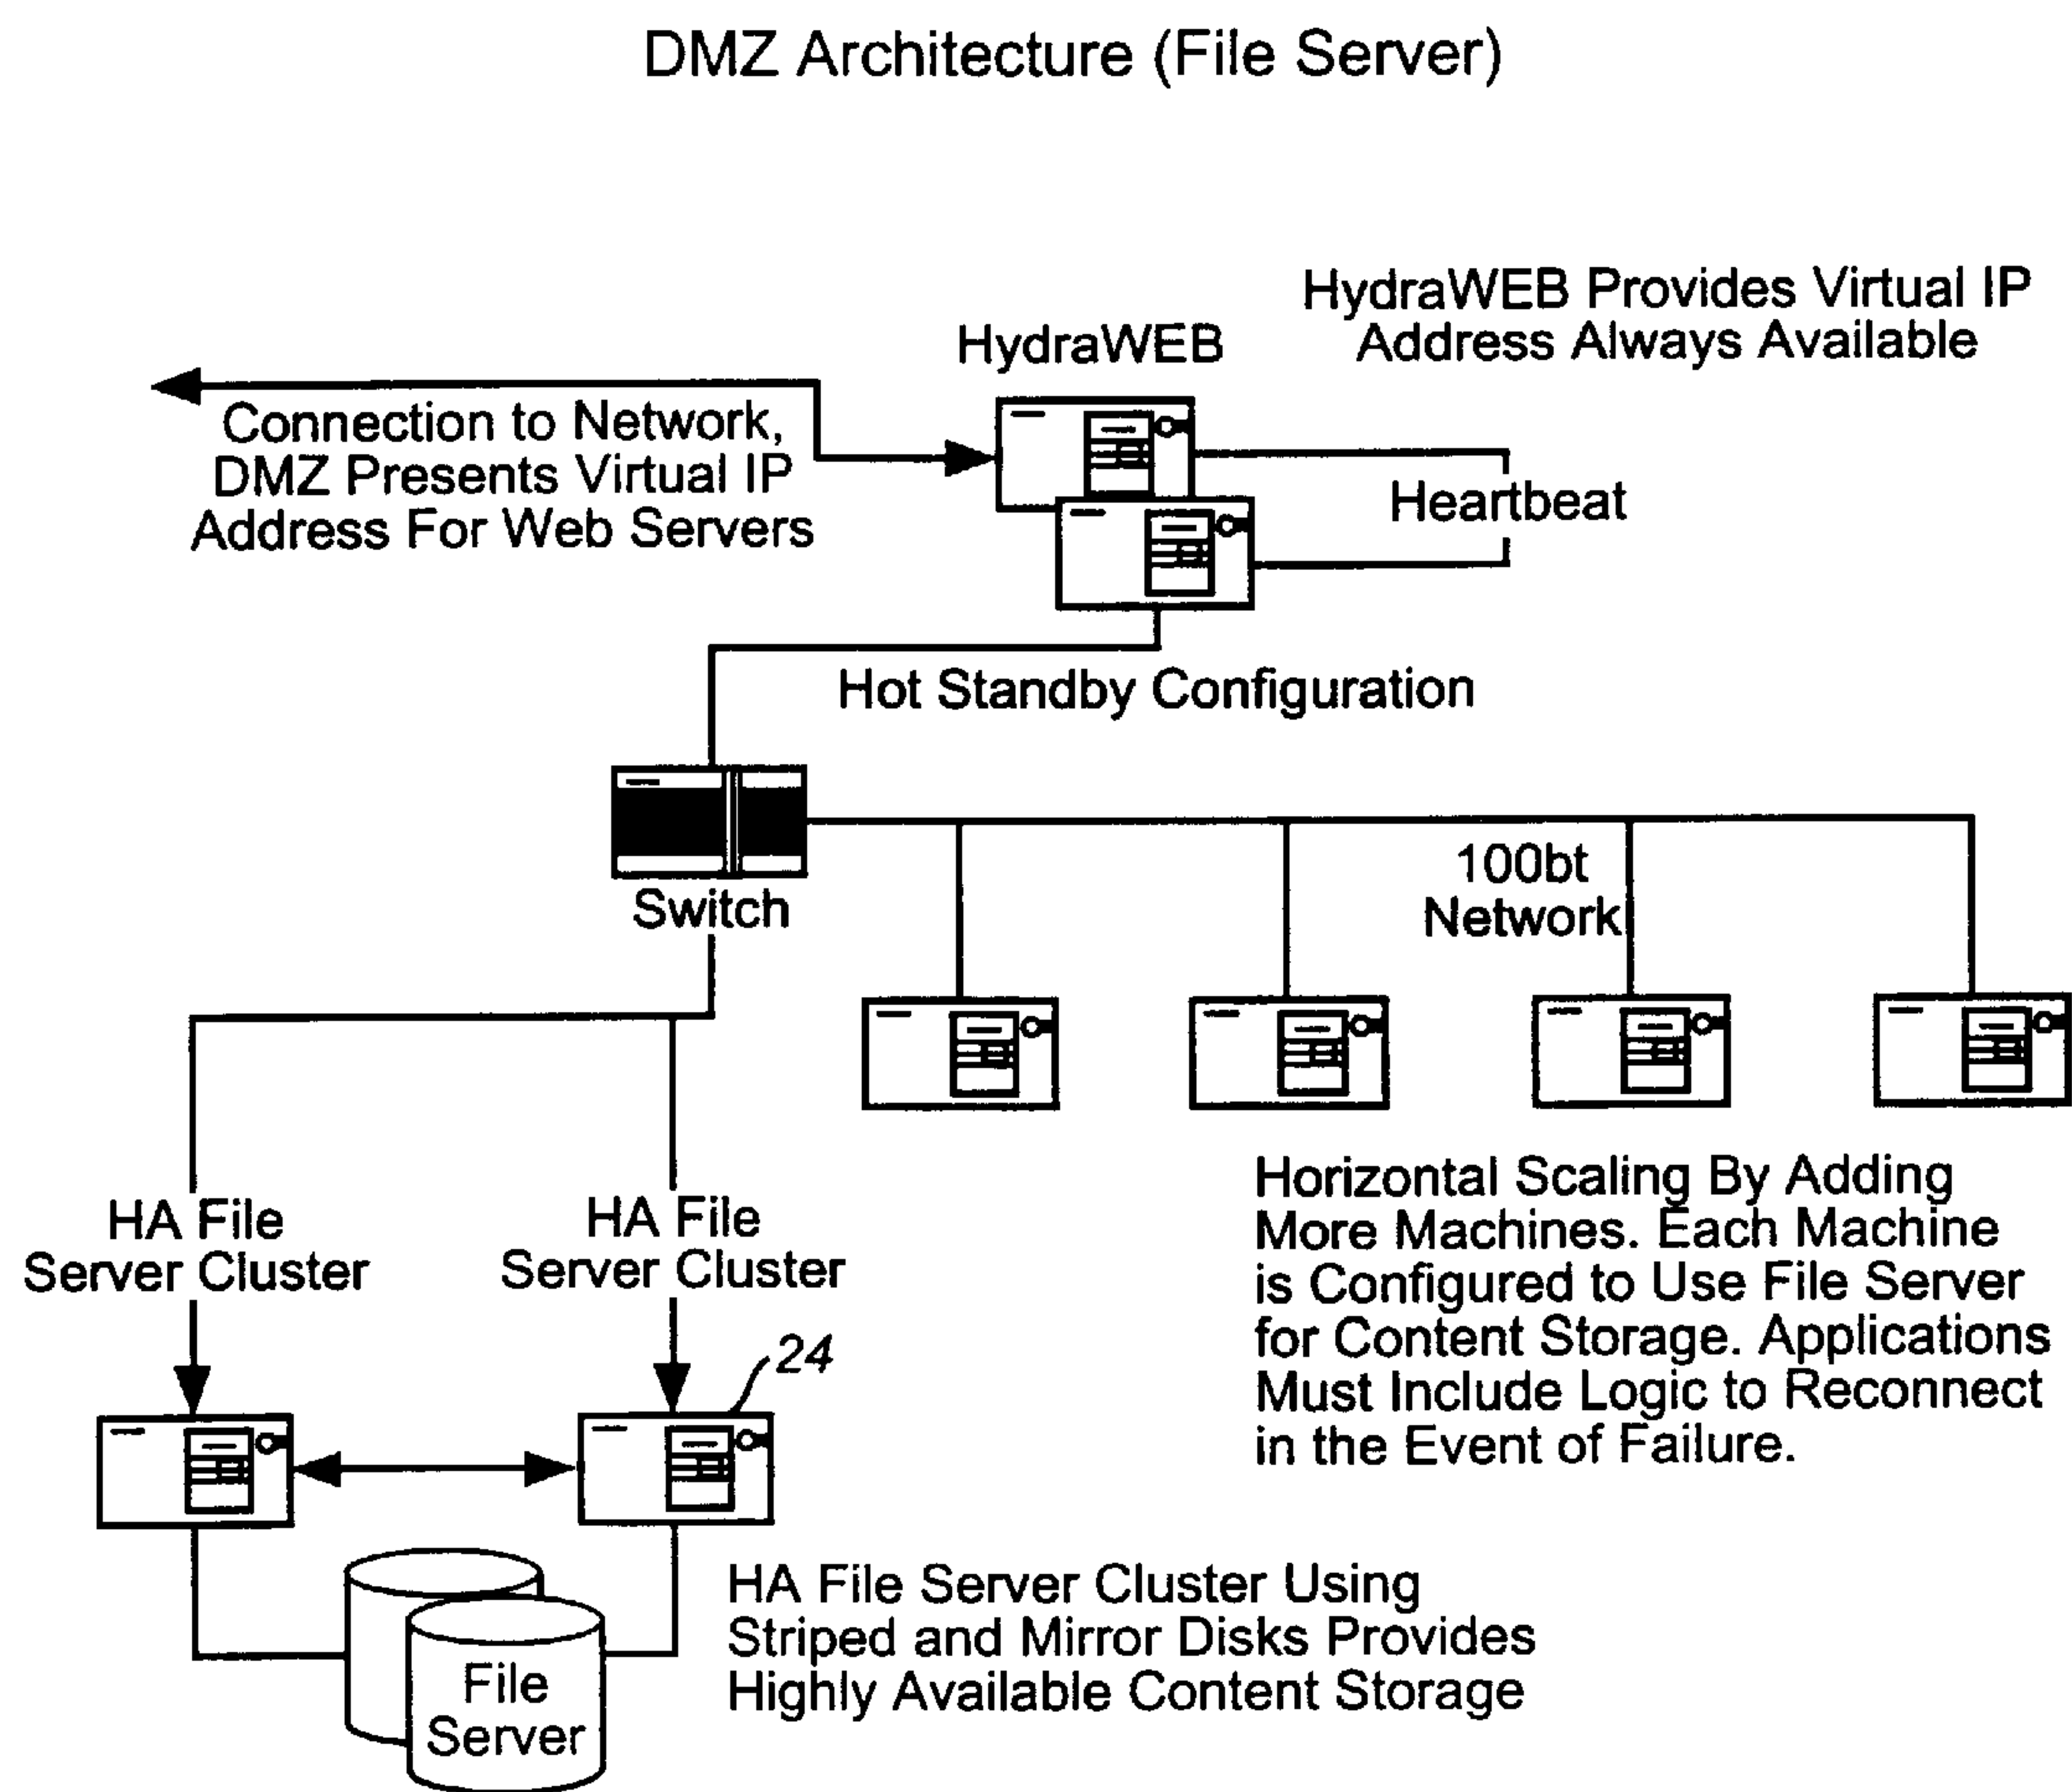 DMZ Architecture (File Server)
HydraWEB Provides Virtual IP
Address Always Available
HydraWEB
Connection to Network,
DMZ Presents Virtual IP
Address For Web Servers
Heartbeat
Hot Standby Configuration
Switch
100bt
Network
HA File
Server Cluster
HA File
Server Cluster
Horizontal Scaling By Adding
More Machines. Each Machine
is Configured to Use File Server
for Content Storage. Applications
Must Include Logic to Reconnect
in the Event of Failure.
24
HA File Server Cluster Using
Striped and Mirror Disks Provides
Highly Available Content Storage
File
Server